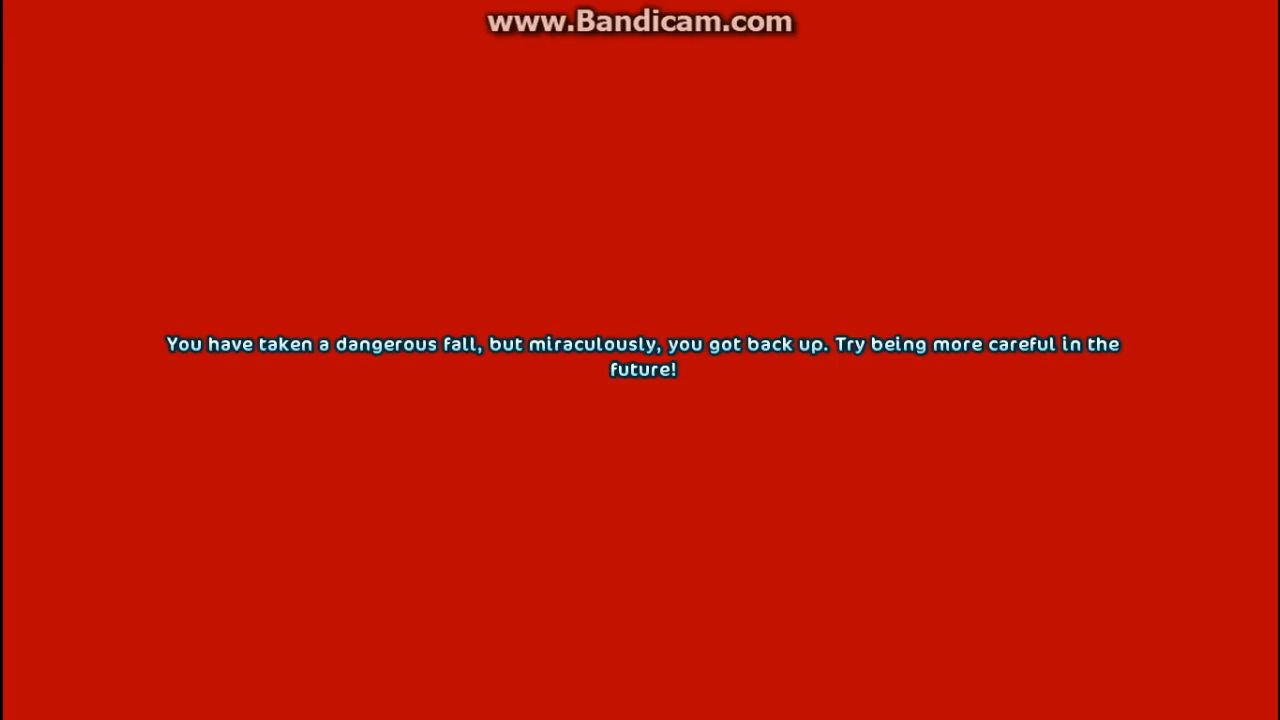 www.Bandicam.com
You have taken a dangerous fall, but miraculously, you got back up. Try being more careful in the
future!